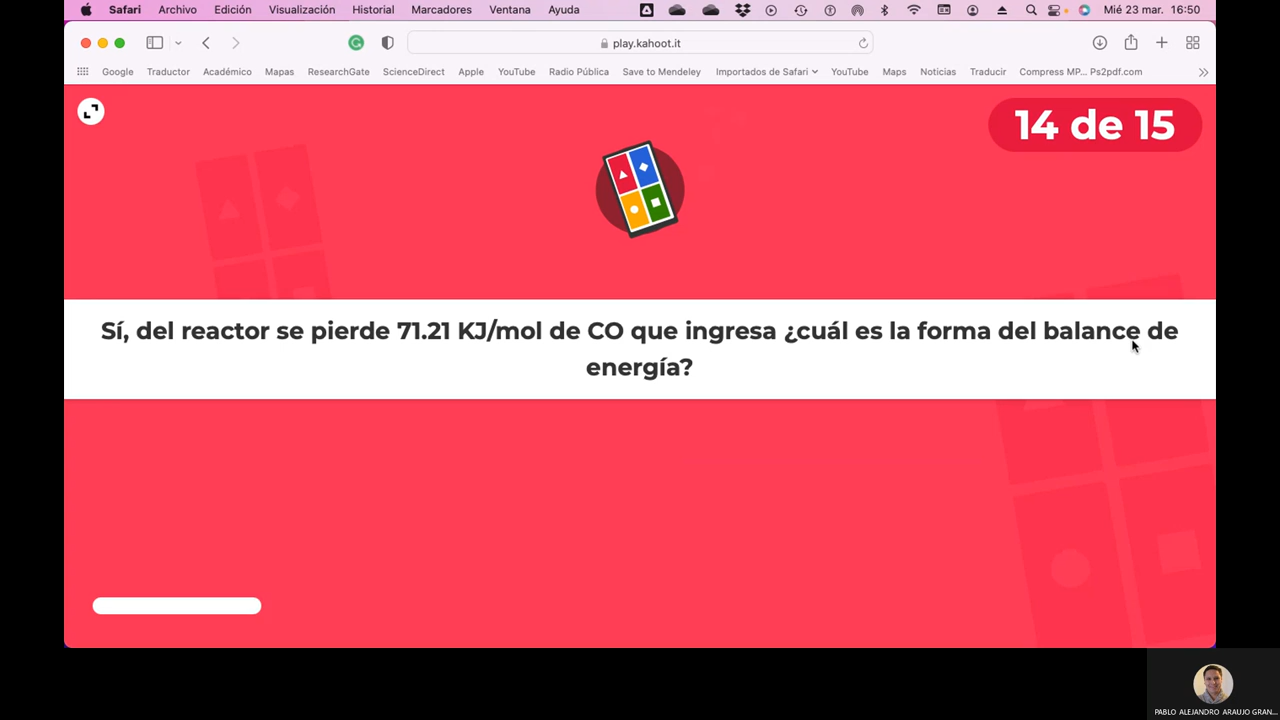 Safari Archivo Edición Visualización Historial Marcadores Ventana Ayuda Mié 23 mar. 16:50
play.kahoot.it
Google Traductor Académico Mapas ResearchGate ScienceDirect Apple YouTube Radio Pública Save to Mendeley Importados de Safari YouTube Maps Noticias Traducir Compress MP... Ps2pdf.com
14 de 15
Sí, del reactor se pierde 71.21 KJ/mol de CO que ingresa ¿cuál es la forma del balance de
energía?
PABLO ALEJANDRO ARAUJO GRAN...